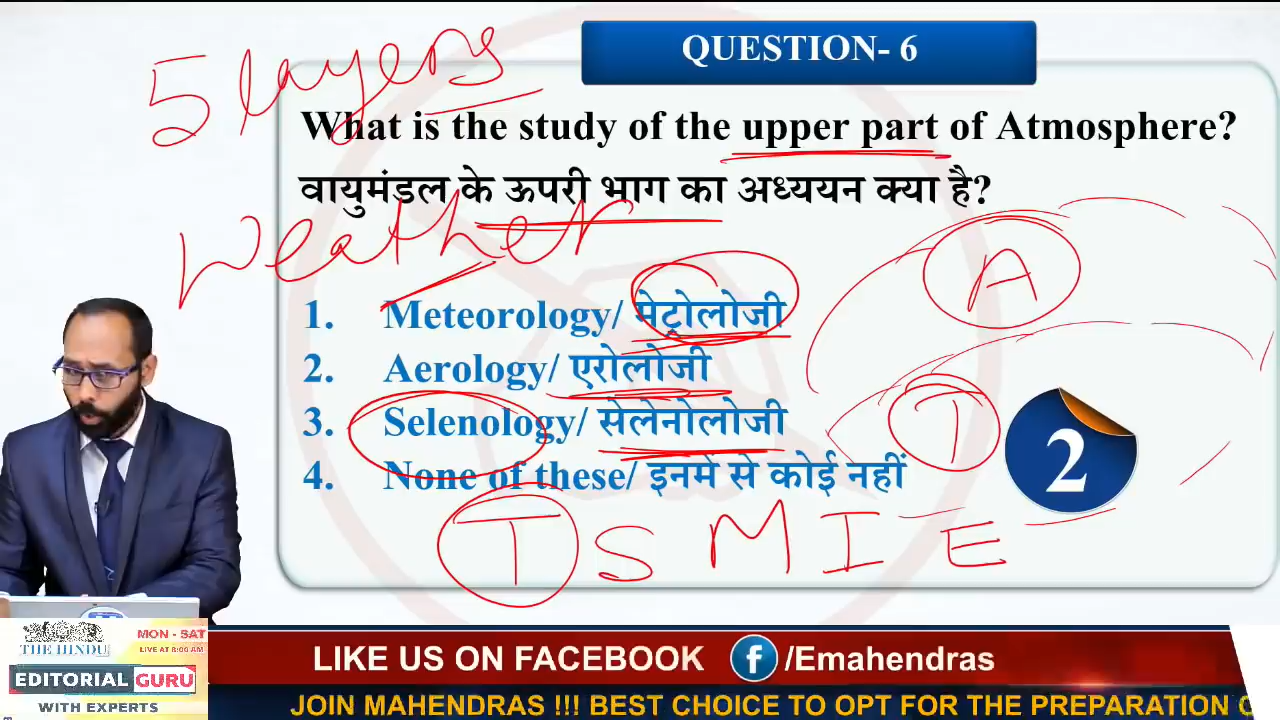 5 layers
QUESTION- 6
What is the study of the upper part of Atmosphere?
वायुमंडल के ऊपरी भाग का अध्ययन क्या है?
Weather
A
1. Meteorology/ मेट्रोलोजी
2. Aerology/ एरोलोजी
3. Selenology/ सेलेनोलोजी
T
2
4. None of these/ इनमें से कोई नहीं
T S M I E
THE HINDU
MON - SAT
LIVE AT 8:00 AM
EDITORIAL GURU
WITH EXPERTS
LIKE US ON FACEBOOK f /Emahendras
JOIN MAHENDRAS !!! BEST CHOICE TO OPT FOR THE PREPARATION